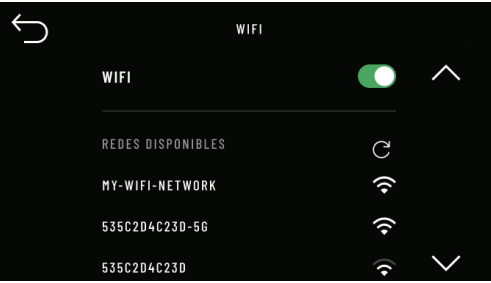 WIFI
WIFI
REDES DISPONIBLES
MY-WIFI-NETWORK
535C2D4C23D-5G
535C2D4C23D